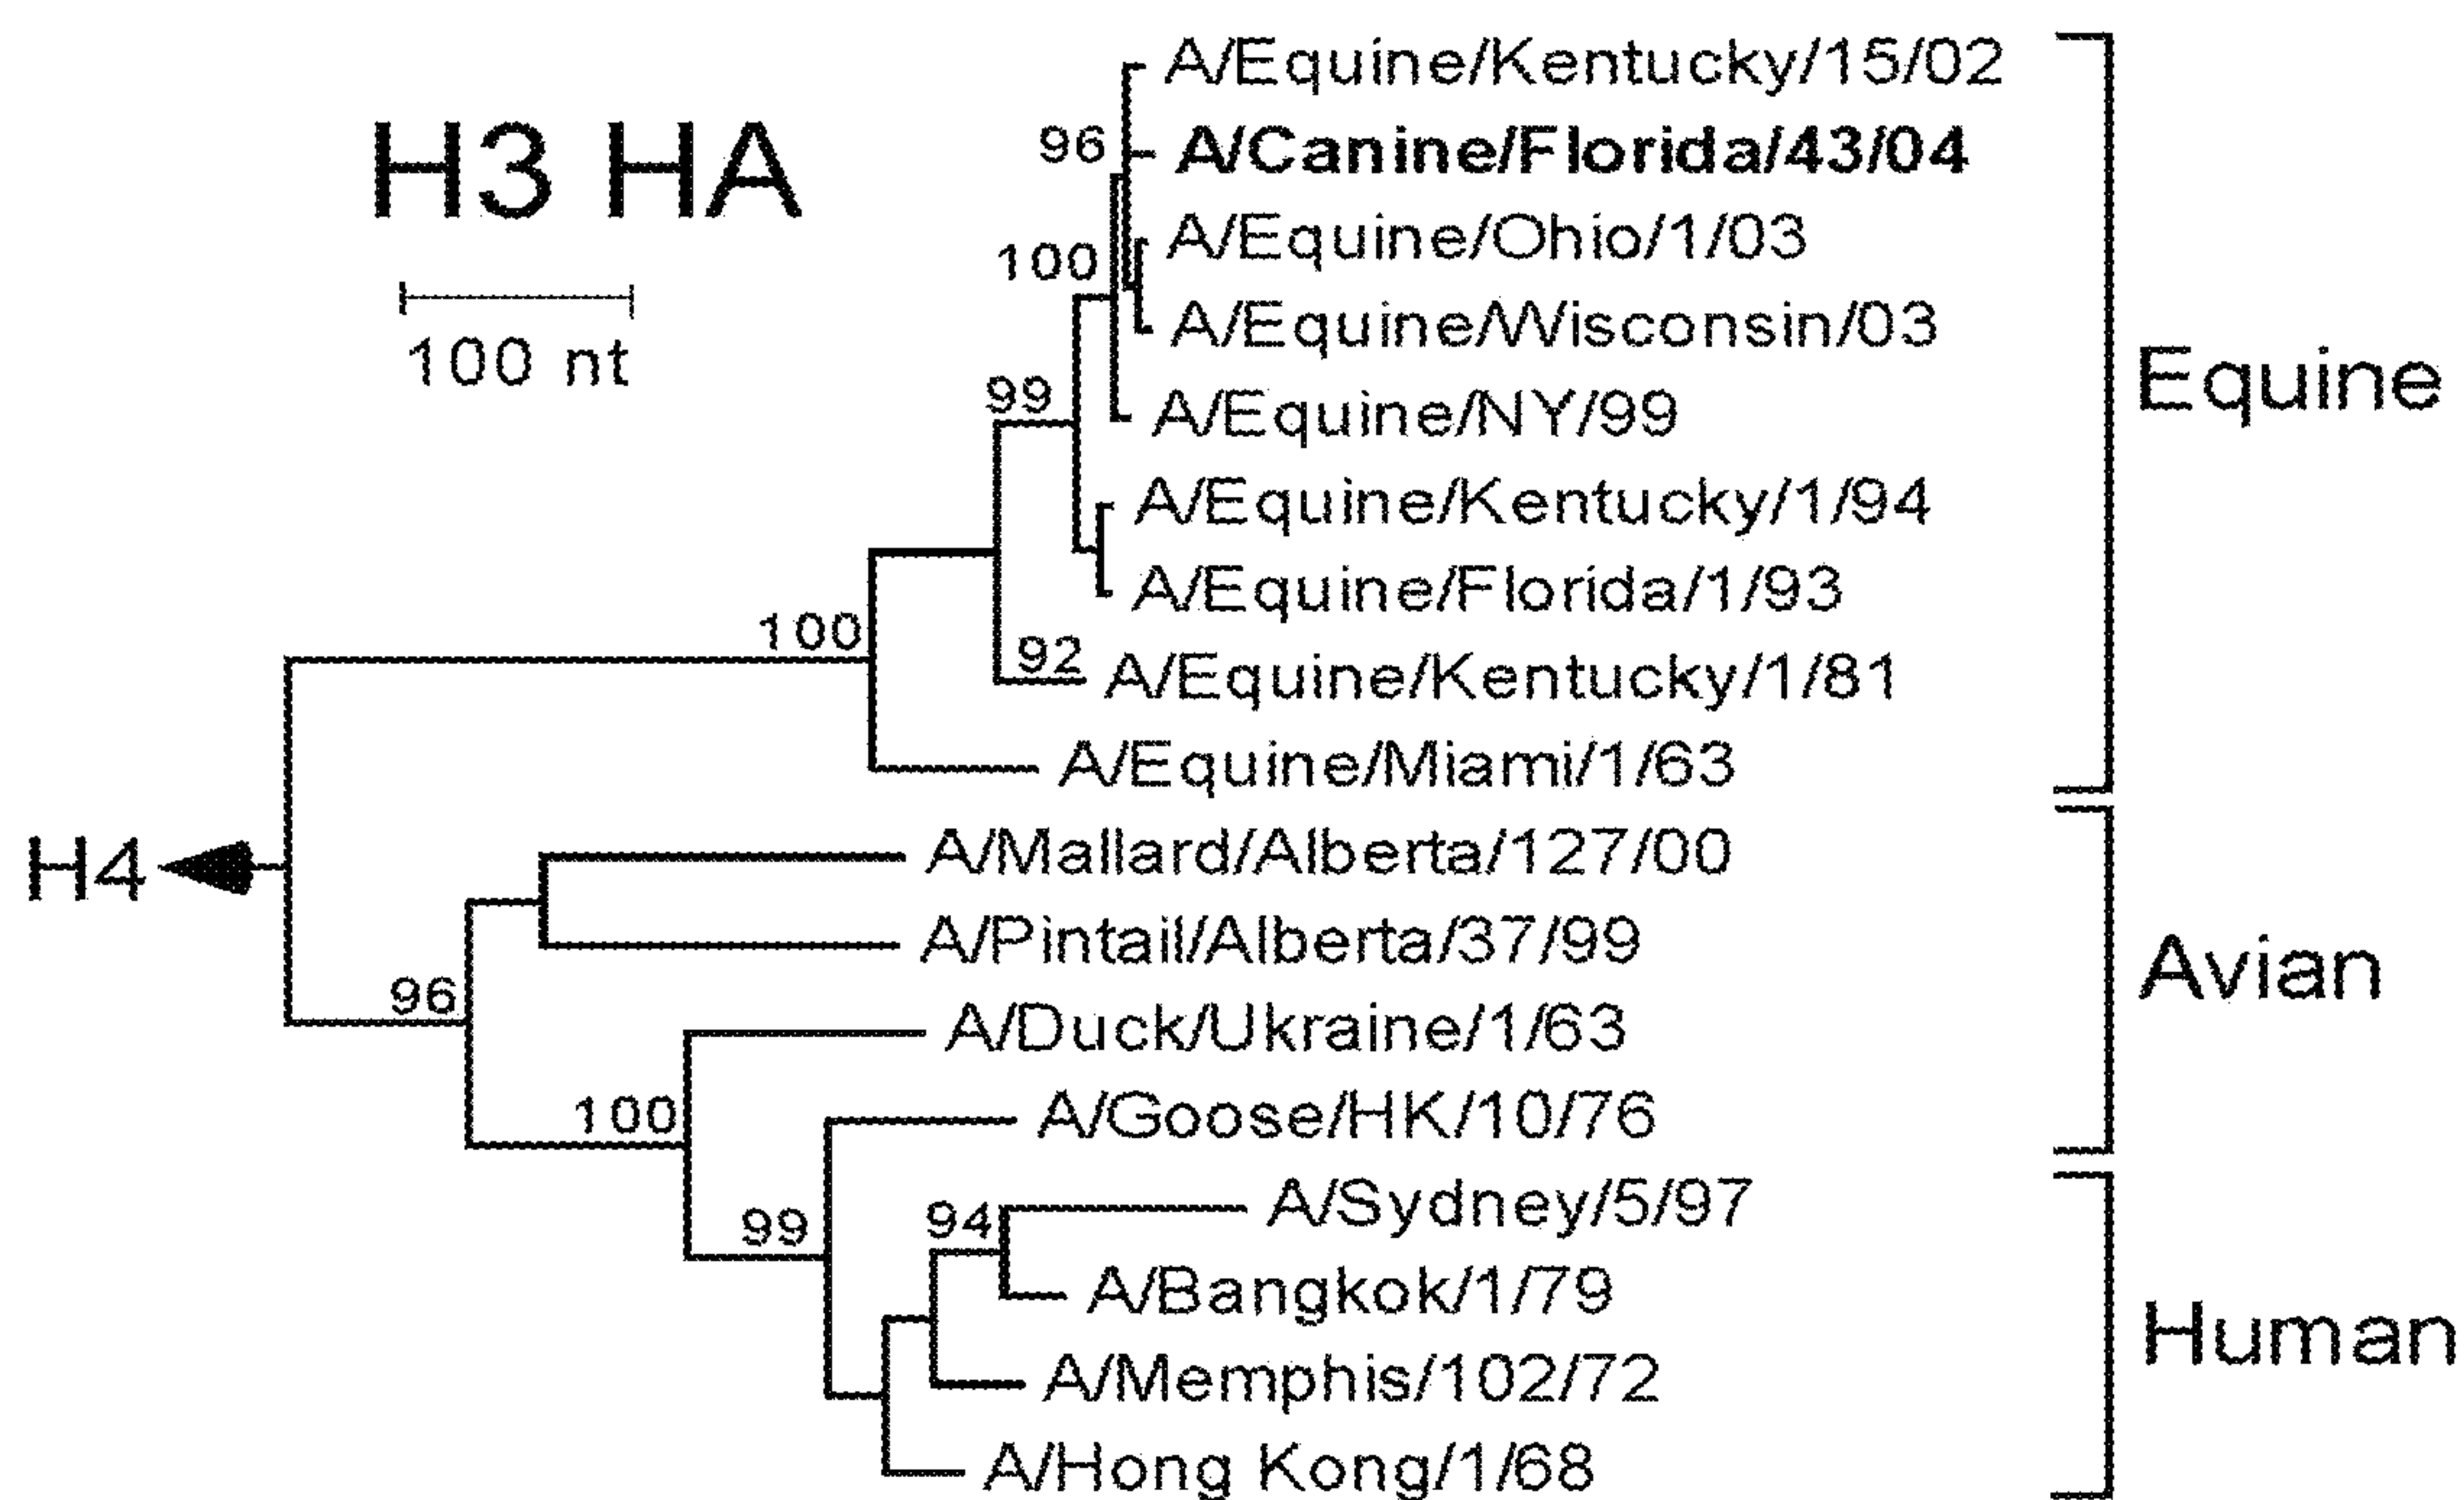 H3 HA
100 nt
A/Equine/Kentucky/15/02
96
A/Canine/Florida/43/04
A/Equine/Ohio/1/03
100
A/Equine/Wisconsin/03
99
A/Equine/NY/99
Equine
A/Equine/Kentucky/1/94
A/Equine/Florida/1/93
100
92
A/Equine/Kentucky/1/81
A/Equine/Miami/1/63
H4
A/Mallard/Alberta/127/00
A/Pintail/Alberta/37/99
Avian
96
A/Duck/Ukraine/1/63
100
A/Goose/HK/10/76
99
94
A/Sydney/5/97
A/Bangkok/1/79
Human
A/Memphis/102/72
A/Hong Kong/1/68